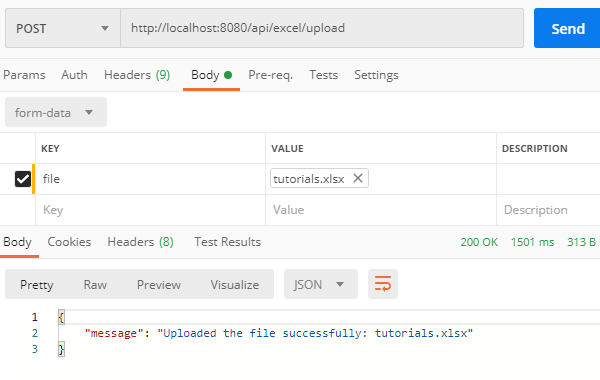 POST http://localhost:8080/api/excel/upload Send
Params Auth Headers (9) Body Pre-req. Tests Settings
form-data
KEY VALUE DESCRIPTION
file tutorials.xlsx
Key Value Description
Body Cookies Headers (8) Test Results 200 OK 1501 ms 313 B
Pretty Raw Preview Visualize JSON
1 {
2 "message": "Uploaded the file successfully: tutorials.xlsx"
3 }